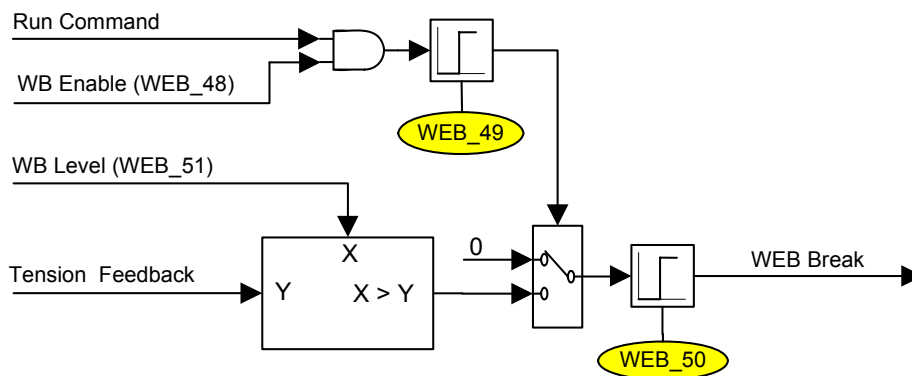 Run Command
WB Enable (WEB_48)
WEB_49
WB Level (WEB_51)
X
0
Tension Feedback
Y
X > Y
WEB Break
WEB_50